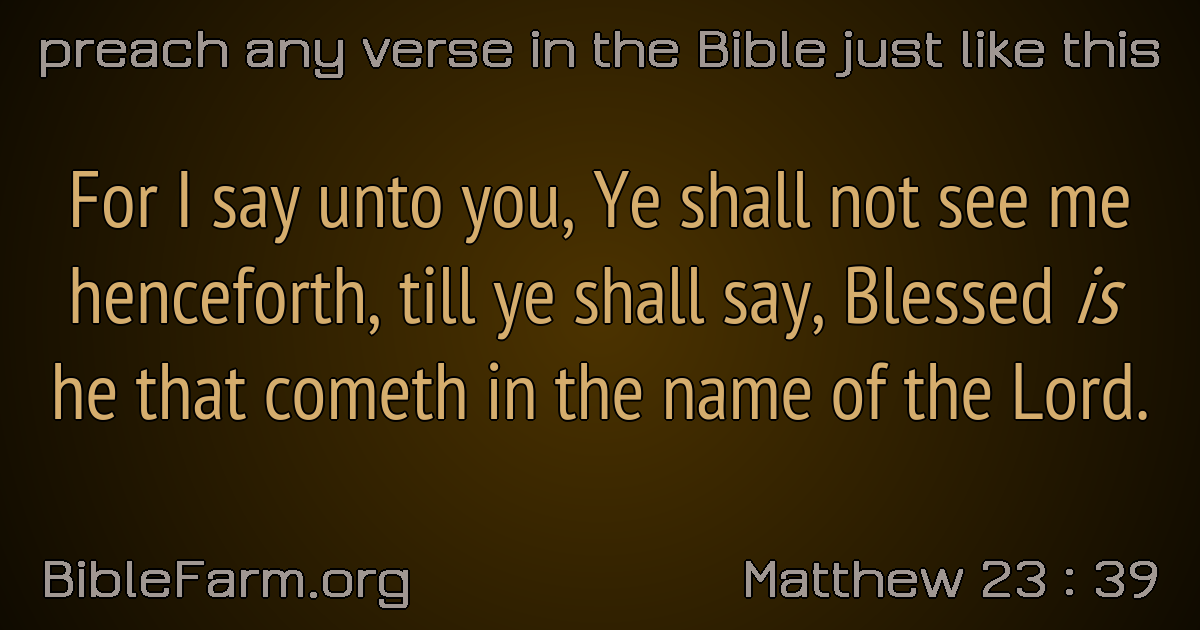 preach any verse in the Bible just like this
For I say unto you, Ye shall not see me
henceforth, till ye shall say, Blessed is
he that cometh in the name of the Lord.
BibleFarm.org
Matthew 23 : 39